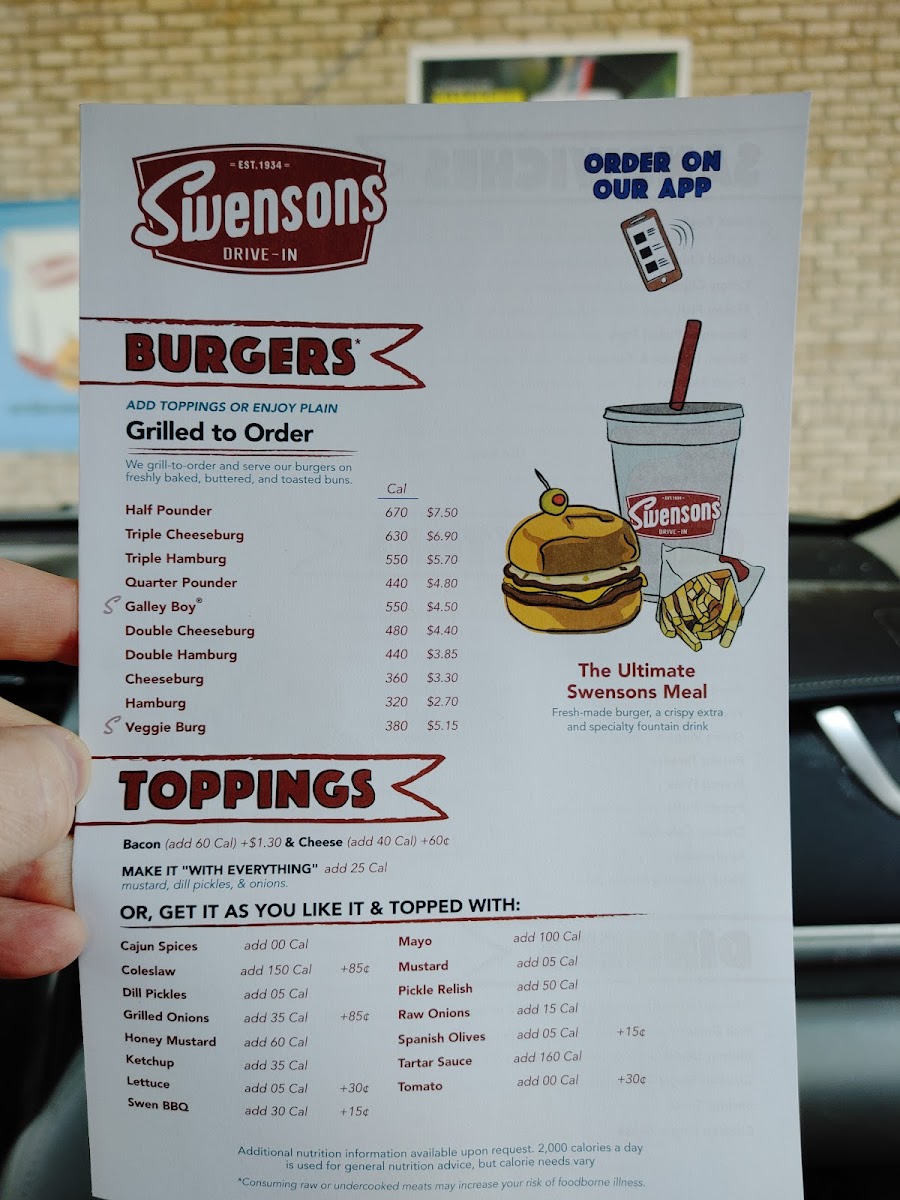 - EST.1934 -
Swensons
DRIVE-IN
ORDER ON
OUR APP
BURGERS*
ADD TOPPINGS OR ENJOY PLAIN
Grilled to Order
We grill-to-order and serve our burgers on
freshly baked, buttered, and toasted buns.
Cal
Half Pounder 670 $7.50
Triple Cheeseburg 630 $6.90
Triple Hamburg 550 $5.70
Quarter Pounder 440 $4.80
S Galley Boy® 550 $4.50
Double Cheeseburg 480 $4.40
Double Hamburg 440 $3.85
Cheeseburg 360 $3.30
Hamburg 320 $2.70
S Veggie Burg 380 $5.15
- EST 1934 -
Swensons
DRIVE-IN
The Ultimate
Swensons Meal
Fresh-made burger, a crispy extra
and specialty fountain drink
TOPPINGS
Bacon (add 60 Cal) +$1.30 & Cheese (add 40 Cal) +60¢
MAKE IT "WITH EVERYTHING" add 25 Cal
mustard, dill pickles, & onions.
OR, GET IT AS YOU LIKE IT & TOPPED WITH:
Cajun Spices add 00 Cal
Coleslaw add 150 Cal +85¢
Dill Pickles add 05 Cal
Grilled Onions add 35 Cal +85¢
Honey Mustard add 60 Cal
Ketchup add 35 Cal
Lettuce add 05 Cal +30¢
Swen BBQ add 30 Cal +15¢
Mayo add 100 Cal
Mustard add 05 Cal
Pickle Relish add 50 Cal
Raw Onions add 15 Cal
Spanish Olives add 05 Cal +15¢
Tartar Sauce add 160 Cal
Tomato add 00 Cal +30¢
Additional nutrition information available upon request. 2,000 calories a day
is used for general nutrition advice, but calorie needs vary
*Consuming raw or undercooked meats may increase your risk of foodborne illness.